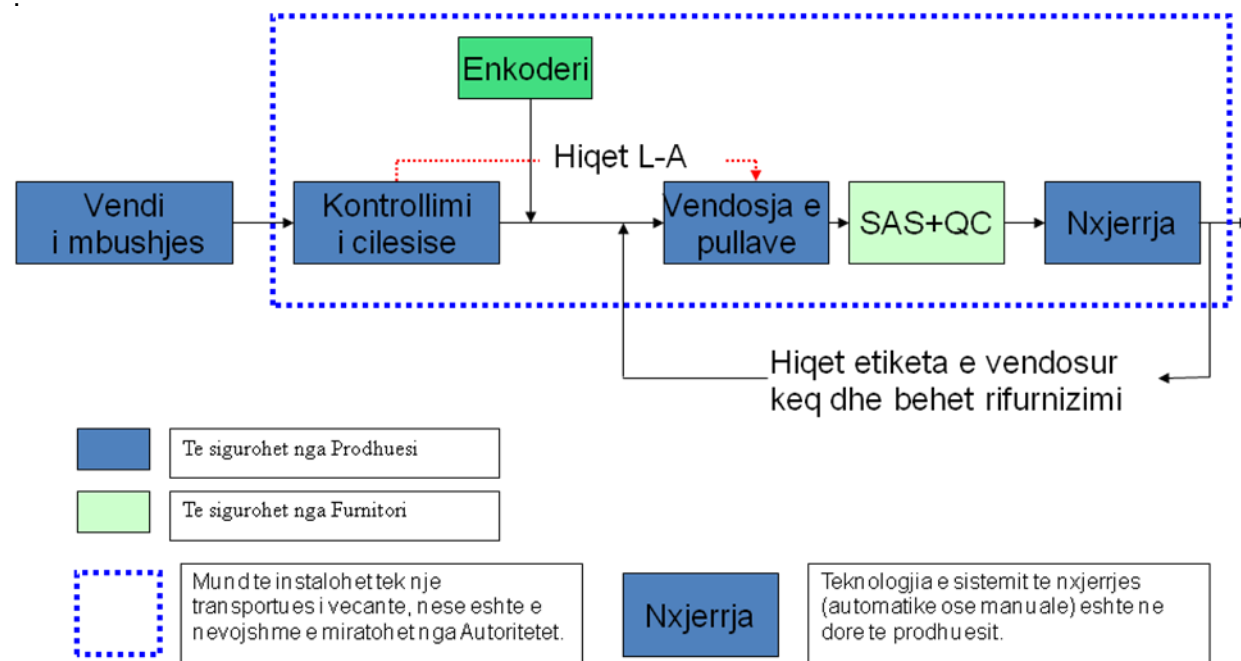 .
Enkoderi
Hiqet L-A
Vendi
i mbushjes
Kontrollimi
i cilesise
Vendosja e
pullave
SAS+QC
Nxjerrja
Hiqet etiketa e vendosur
keq dhe behet rifurnizimi
Te sigurohet nga Prodhuesi
Te sigurohet nga Furnitori
Mund te instalohet tek nje
transportues i vecante, nese eshte e
nevojshme e miratohet nga Autoritetet.
Nxjerrja
Teknologjia e sistemit te nxjerrjes
(automatike ose manuale) eshte ne
dore te prodhuesit.